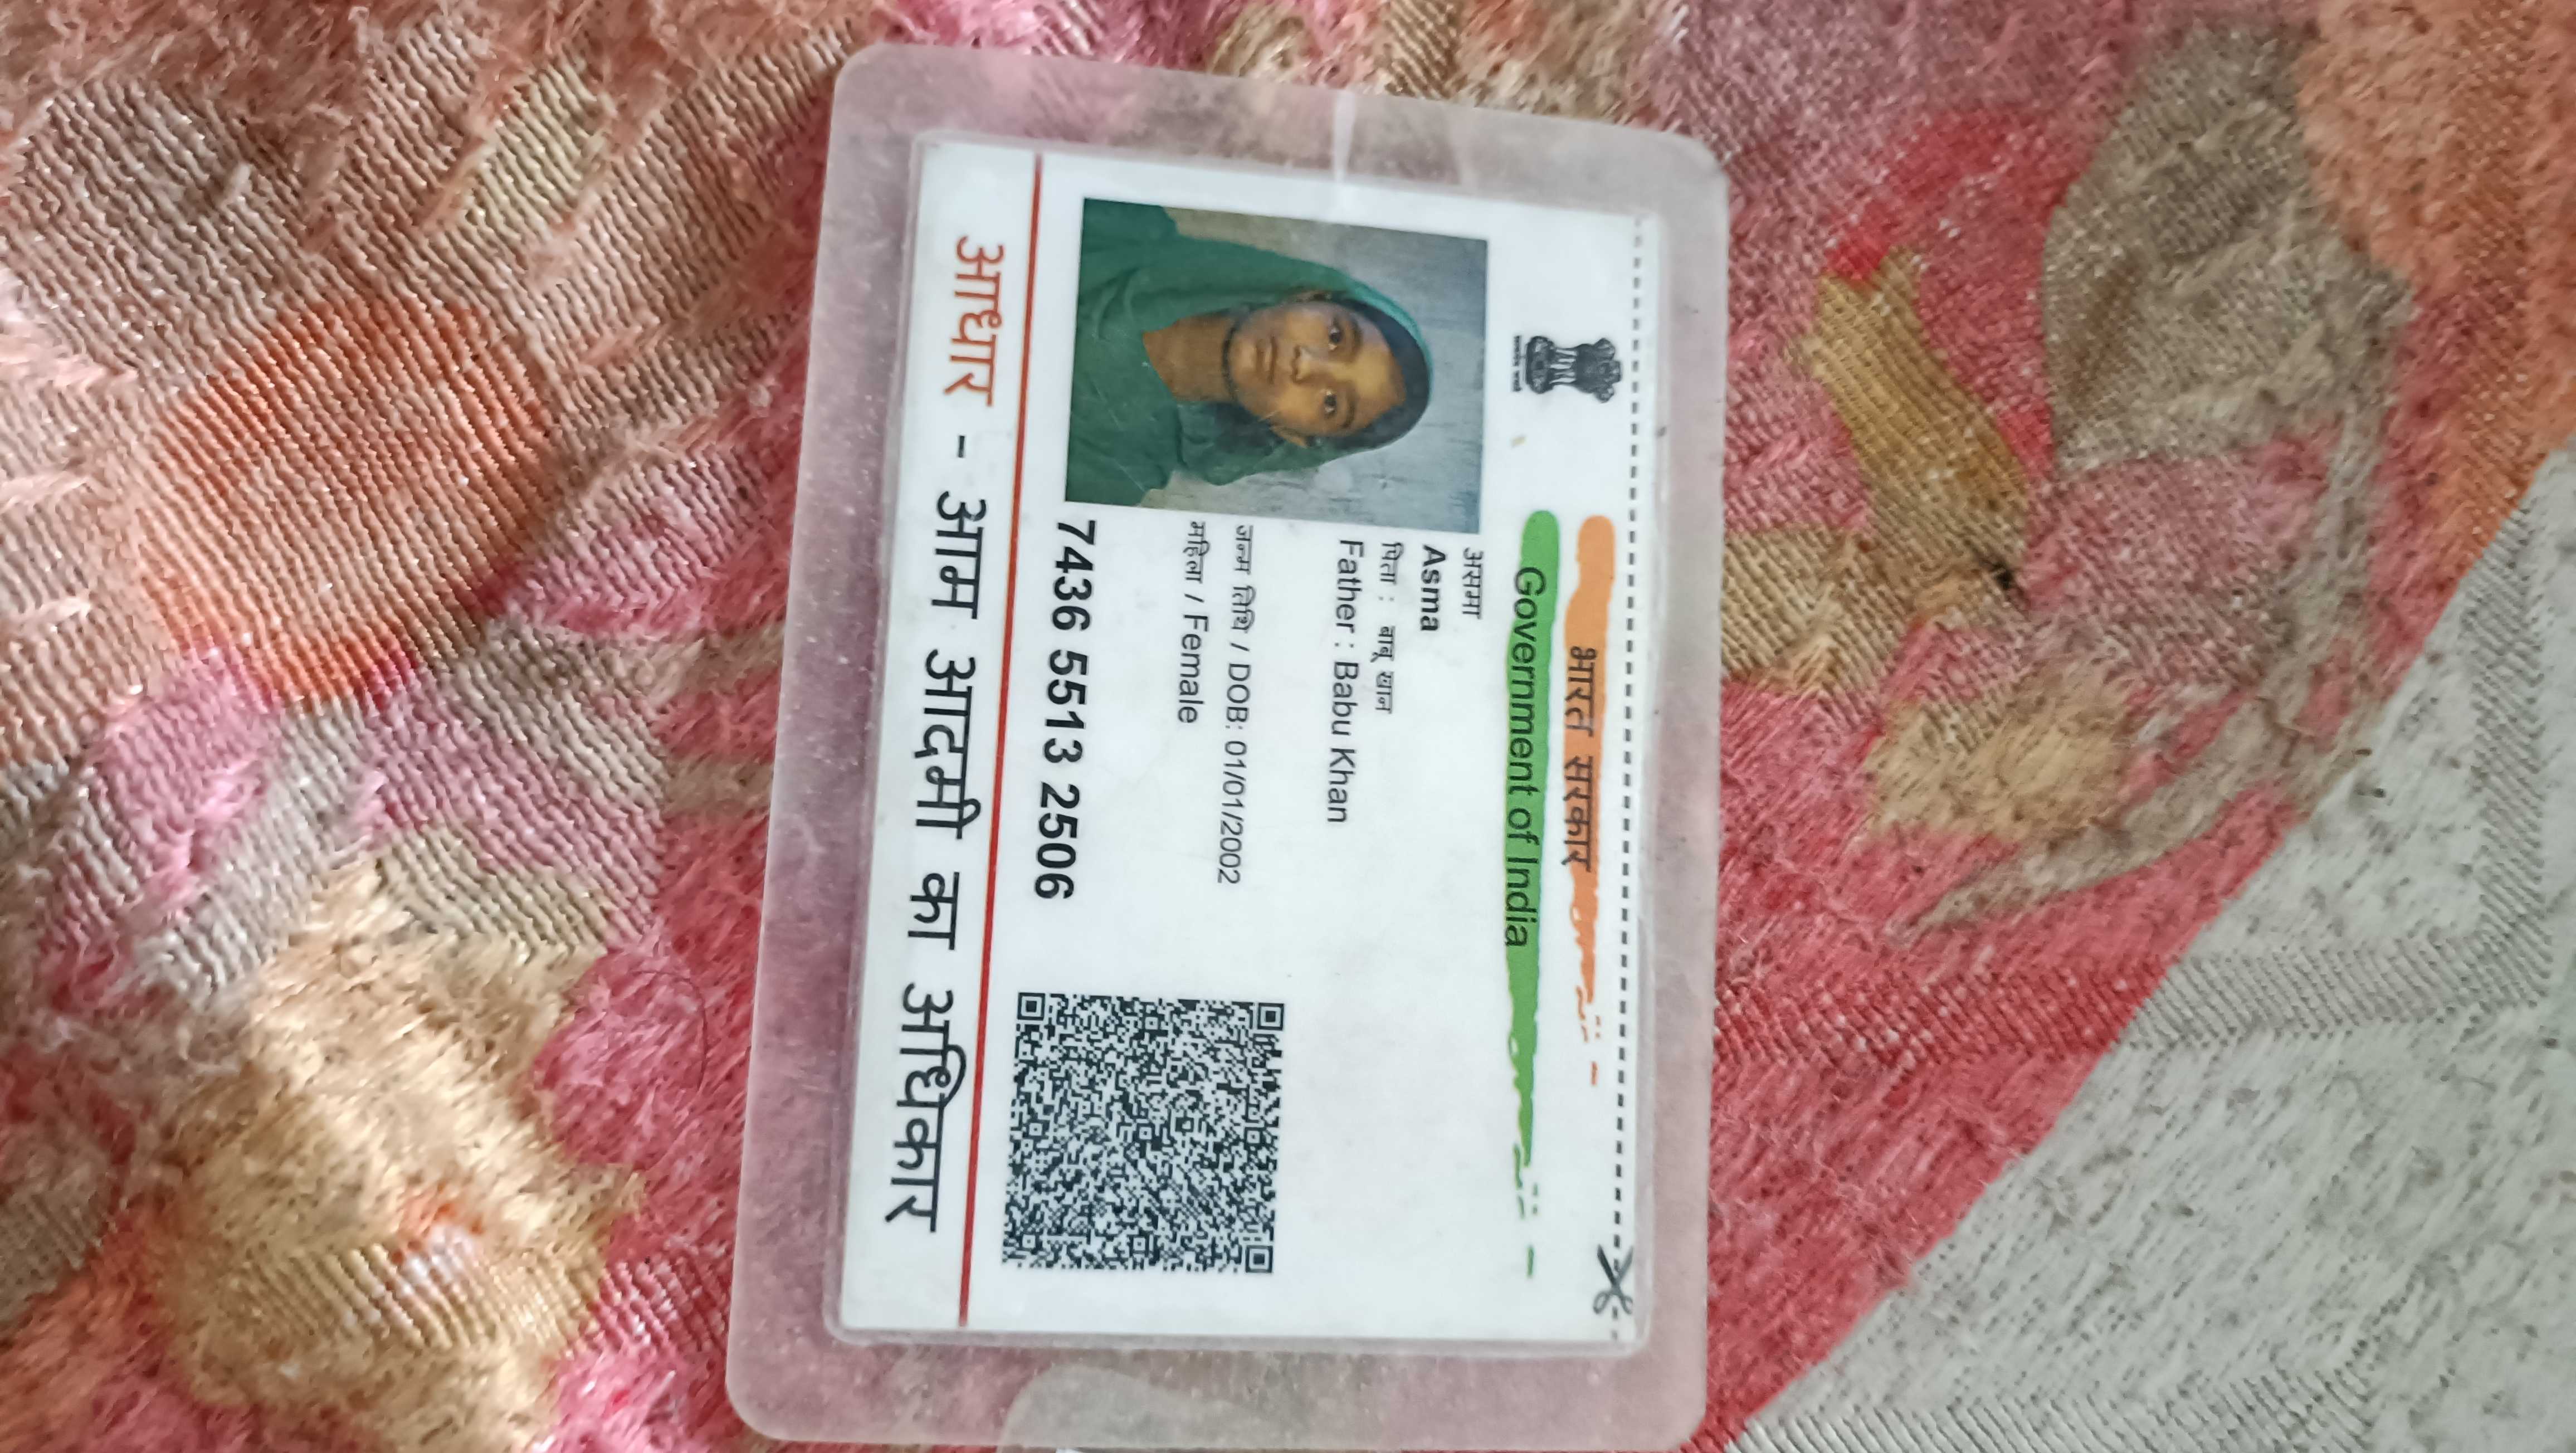 भारत सरकार
Government of India
असमा
Asma
पिता : बाबू खान
Father : Babu Khan
जन्म तिथि / DOB: 01/01/2002
महिला / Female
7436 5513 2506
आधार - आम आदमी का अधिकार